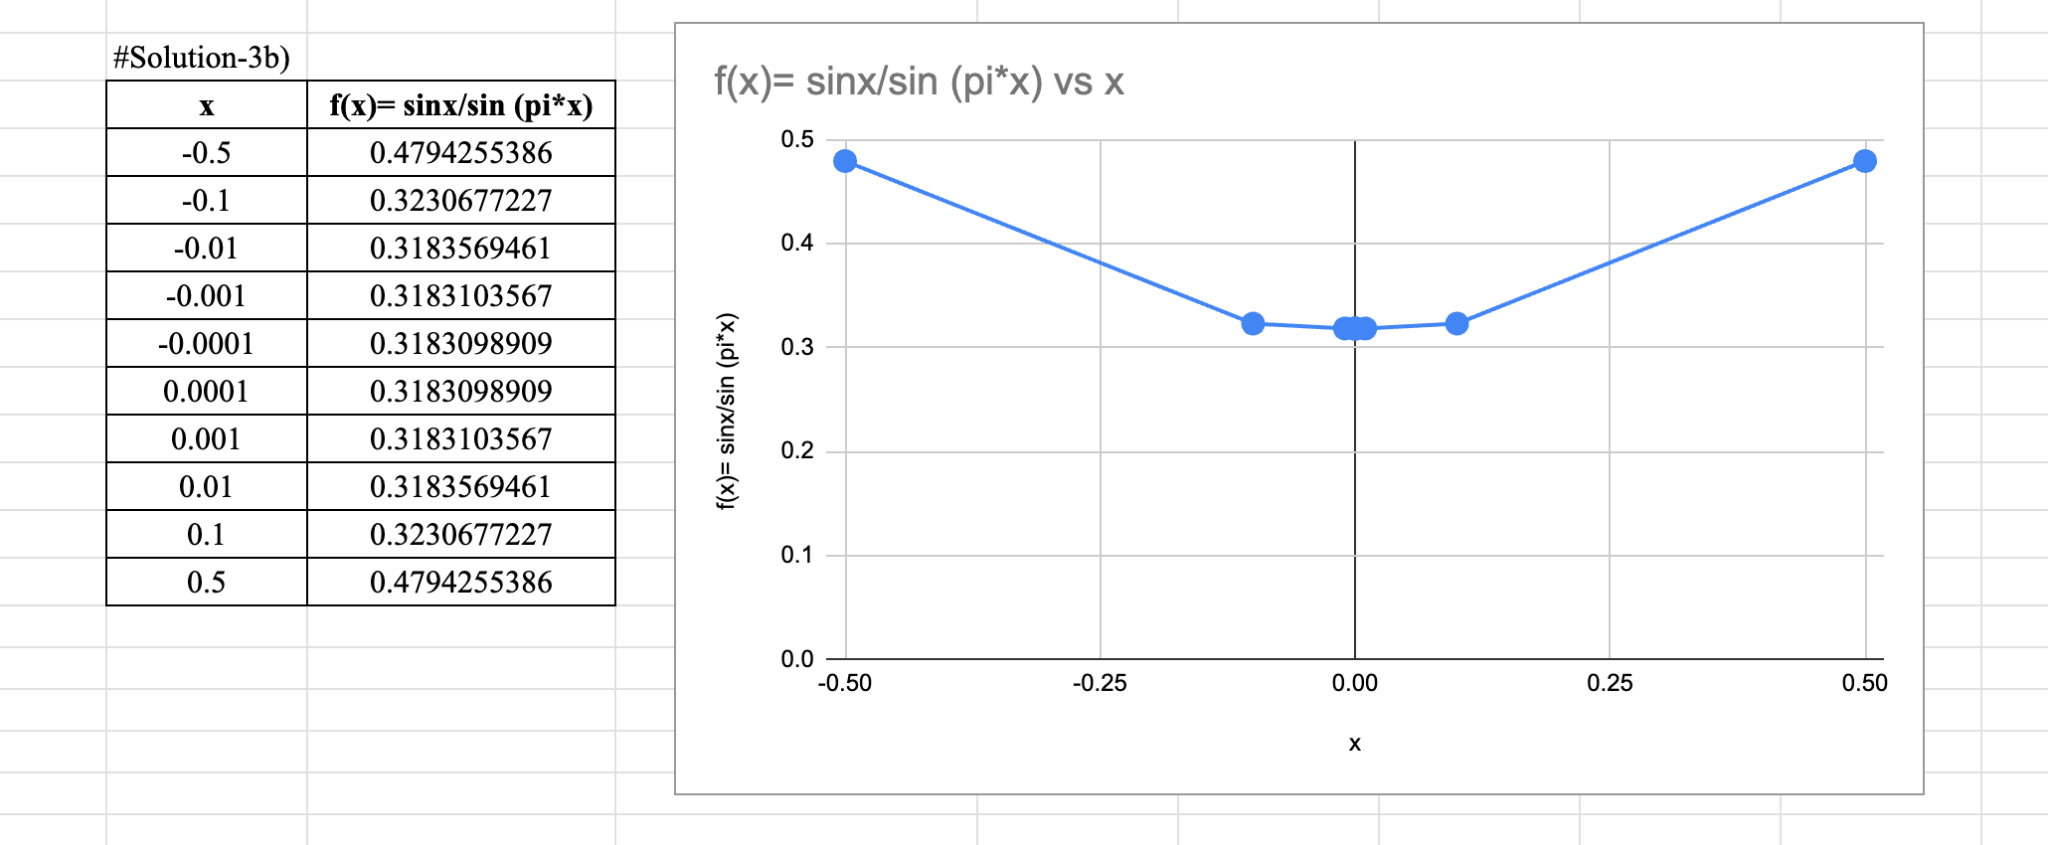 #Solution-3b)
x f(x)= sinx/sin (pi*x)
-0.5 0.4794255386
-0.1 0.3230677227
-0.01 0.3183569461
-0.001 0.3183103567
-0.0001 0.3183098909
0.0001 0.3183098909
0.001 0.3183103567
0.01 0.3183569461
0.1 0.3230677227
0.5 0.4794255386
f(x)= sinx/sin (pi*x) vs x
f(x)= sinx/sin (pi*x)
0.5
0.4
0.3
0.2
0.1
0.0
-0.50 -0.25 0.00 0.25 0.50
x